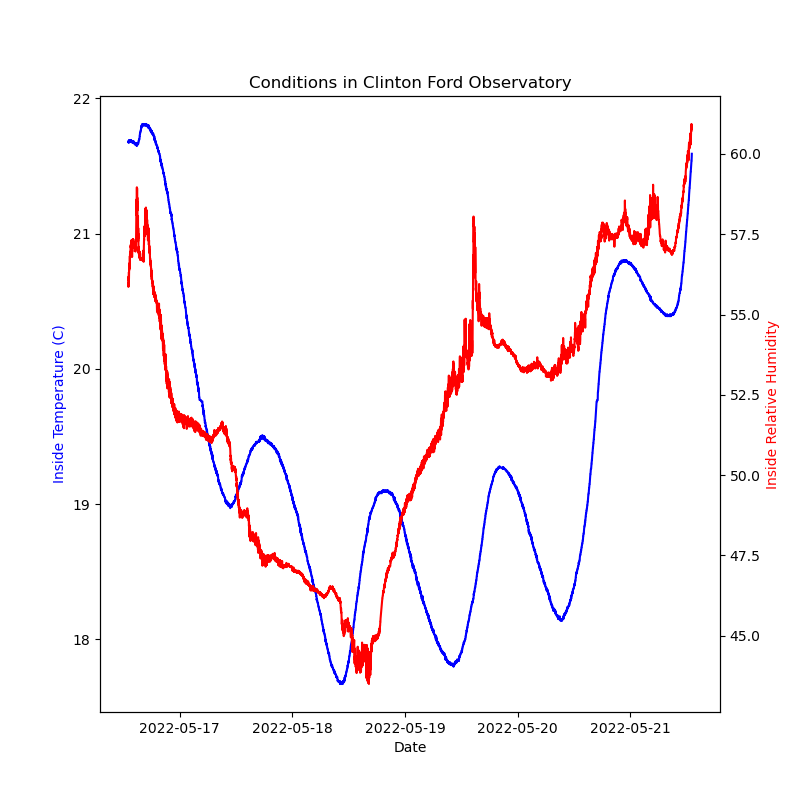 Conditions in Clinton Ford Observatory
22
21
20
19
18
Inside Temperature (C)
60.0
57.5
55.0
52.5
50.0
47.5
45.0
Inside Relative Humidity
2022-05-17 2022-05-18 2022-05-19 2022-05-20 2022-05-21
Date